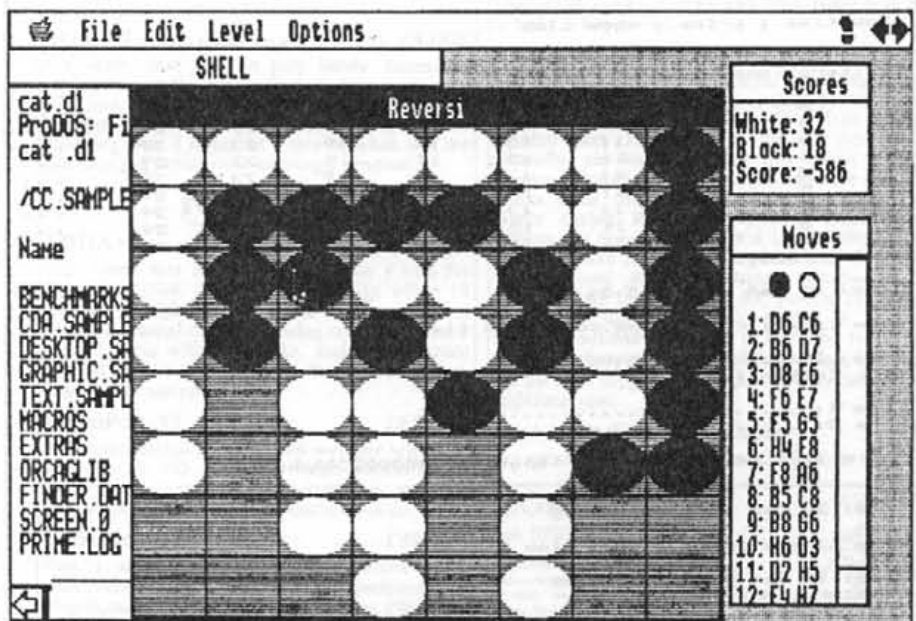 File Edit Level Options
SHELL
cat.d1
ProDOS: Fi
cat .d1
/CC.SAMPLE
Name
BENCHMARKS
CDA.SAMPLE
DESKTOP.SA
GRAPHIC.SA
TEXT.SAMPL
MACROS
EXTRAS
ORCAGLIB
FINDER.DAT
SCREEN.0
PRIME.LOG
Reversi
Scores
White: 32
Black: 18
Score: -586
Moves
1: D6 C6
2: B6 D7
3: D8 E6
4: F6 E7
5: F5 G5
6: H4 E8
7: F8 A6
8: B5 C8
9: B8 G6
10: H6 D3
11: D2 H5
12: F4 H7